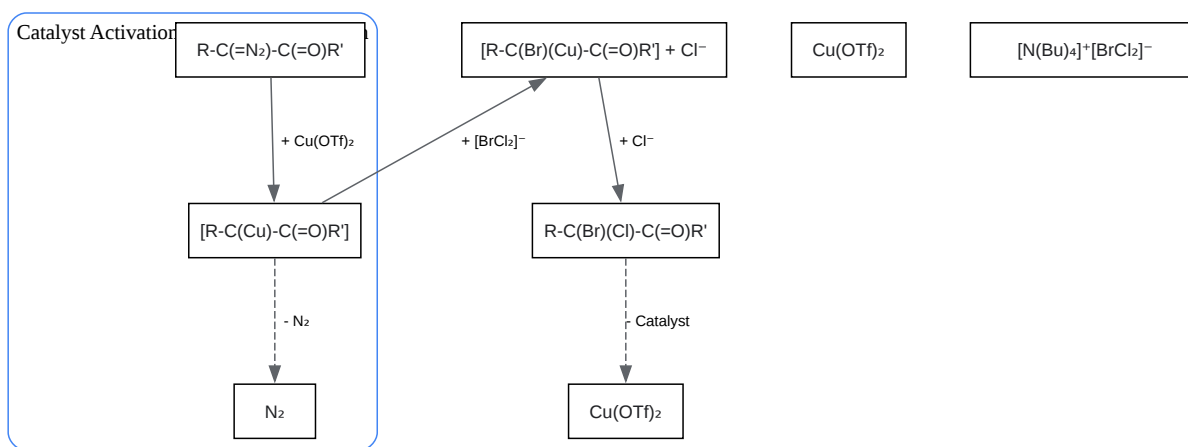 Catalyst Activation
R-C(=N₂)-C(=O)R'
[R-C(Br)(Cu)-C(=O)R'] + Cl⁻
Cu(OTf)₂
[N(Bu)₄]⁺[BrCl₂]⁻
+ Cu(OTf)₂
+ [BrCl₂]⁻
+ Cl⁻
[R-C(Cu)-C(=O)R']
R-C(Br)(Cl)-C(=O)R'
- N₂
- Catalyst
N₂
Cu(OTf)₂